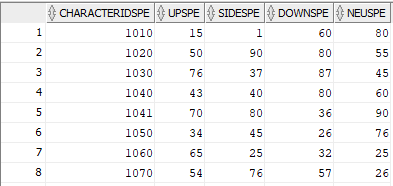 CHARACTERIDSPE UPSPE SIDESPE DOWNSPE NEUSPE
1 1010 15 1 60 80
2 1020 50 90 80 55
3 1030 76 37 87 45
4 1040 43 40 80 60
5 1041 70 80 36 90
6 1050 34 45 26 76
7 1060 65 25 32 25
8 1070 54 76 57 26